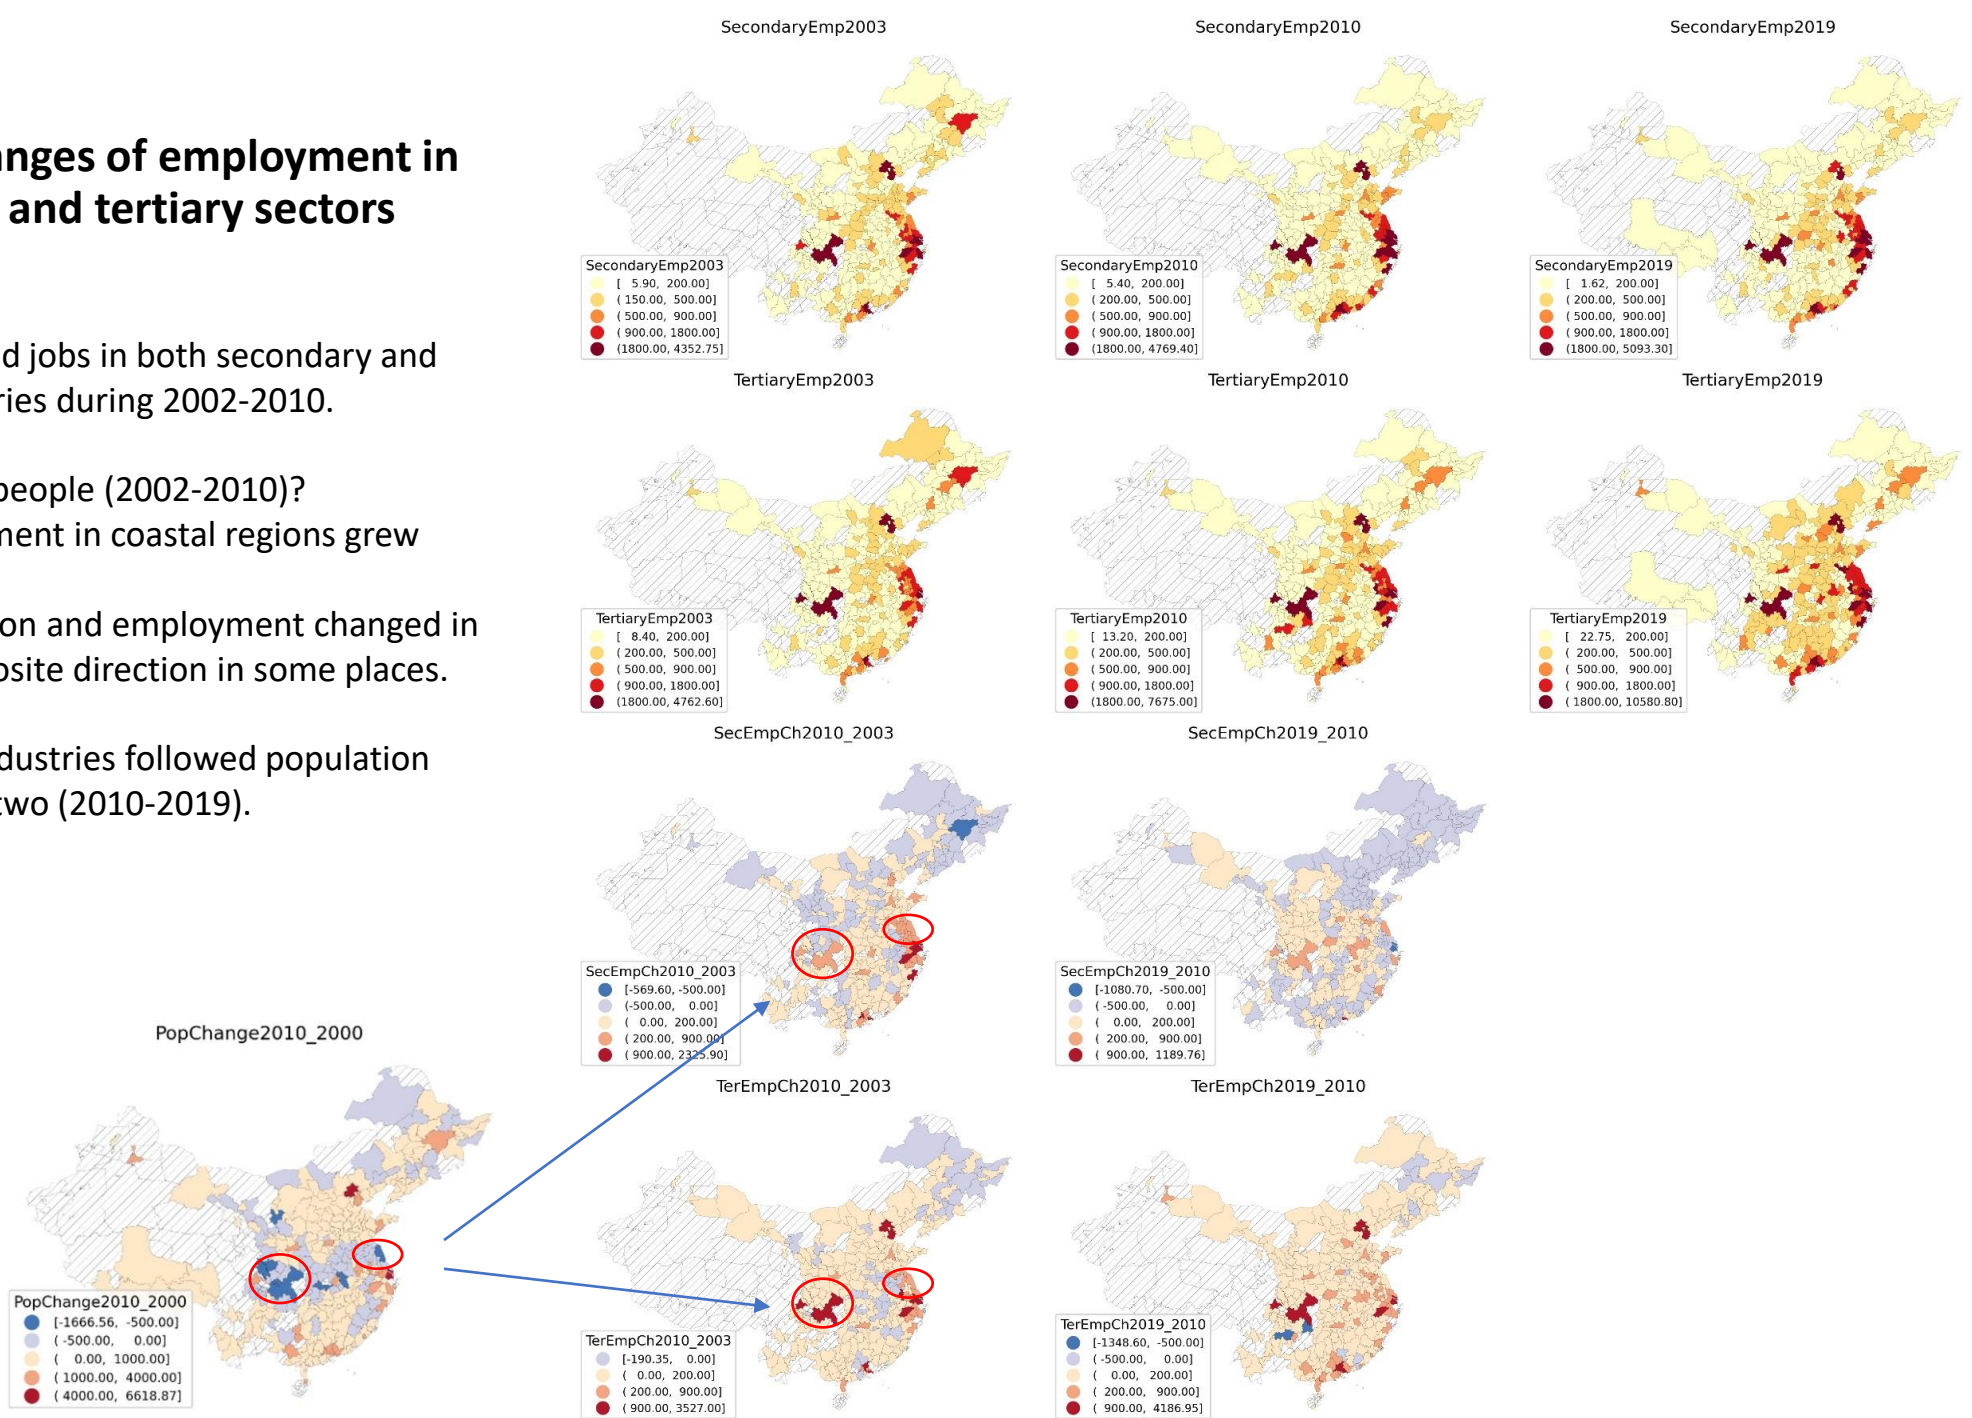 anges of employment in
and tertiary sectors
d jobs in both secondary and
ries during 2002-2010.
people (2002-2010)?
ment in coastal regions grew
on and employment changed in
osite direction in some places.
dustries followed population
two (2010-2019).
SecondaryEmp2003
SecondaryEmp2003
[ 5.90, 200.00]
( 150.00, 500.00]
( 500.00, 900.00]
( 900.00, 1800.00]
(1800.00, 4352.75]
SecondaryEmp2010
SecondaryEmp2010
[ 5.40, 200.00]
( 200.00, 500.00]
( 500.00, 900.00]
( 900.00, 1800.00]
(1800.00, 4769.40]
SecondaryEmp2019
SecondaryEmp2019
[ 1.62, 200.00]
( 200.00, 500.00]
( 500.00, 900.00]
( 900.00, 1800.00]
(1800.00, 5093.30]
TertiaryEmp2003
TertiaryEmp2003
[ 8.40, 200.00]
( 200.00, 500.00]
( 500.00, 900.00]
( 900.00, 1800.00]
(1800.00, 4762.60]
TertiaryEmp2010
TertiaryEmp2010
[ 13.20, 200.00]
( 200.00, 500.00]
( 500.00, 900.00]
( 900.00, 1800.00]
(1800.00, 7675.00]
TertiaryEmp2019
TertiaryEmp2019
[ 22.75, 200.00]
( 200.00, 500.00]
( 500.00, 900.00]
( 900.00, 1800.00]
( 1800.00, 10580.80]
SecEmpCh2010_2003
SecEmpCh2010_2003
[-569.60, -500.00]
(-500.00, 0.00]
( 0.00, 200.00]
( 200.00, 900.00]
( 900.00, 2325.90]
SecEmpCh2019_2010
SecEmpCh2019_2010
[-1080.70, -500.00]
(-500.00, 0.00]
( 0.00, 200.00]
( 200.00, 900.00]
( 900.00, 1189.76]
PopChange2010_2000
PopChange2010_2000
[-1666.56, -500.00]
( -500.00, 0.00]
( 0.00, 1000.00]
( 1000.00, 4000.00]
( 4000.00, 6618.87]
TerEmpCh2010_2003
TerEmpCh2010_2003
[-190.35, 0.00]
( 0.00, 200.00]
( 200.00, 900.00]
( 900.00, 3527.00]
TerEmpCh2019_2010
TerEmpCh2019_2010
[-1348.60, -500.00]
(-500.00, 0.00]
( 0.00, 200.00]
( 200.00, 900.00]
( 900.00, 4186.95]